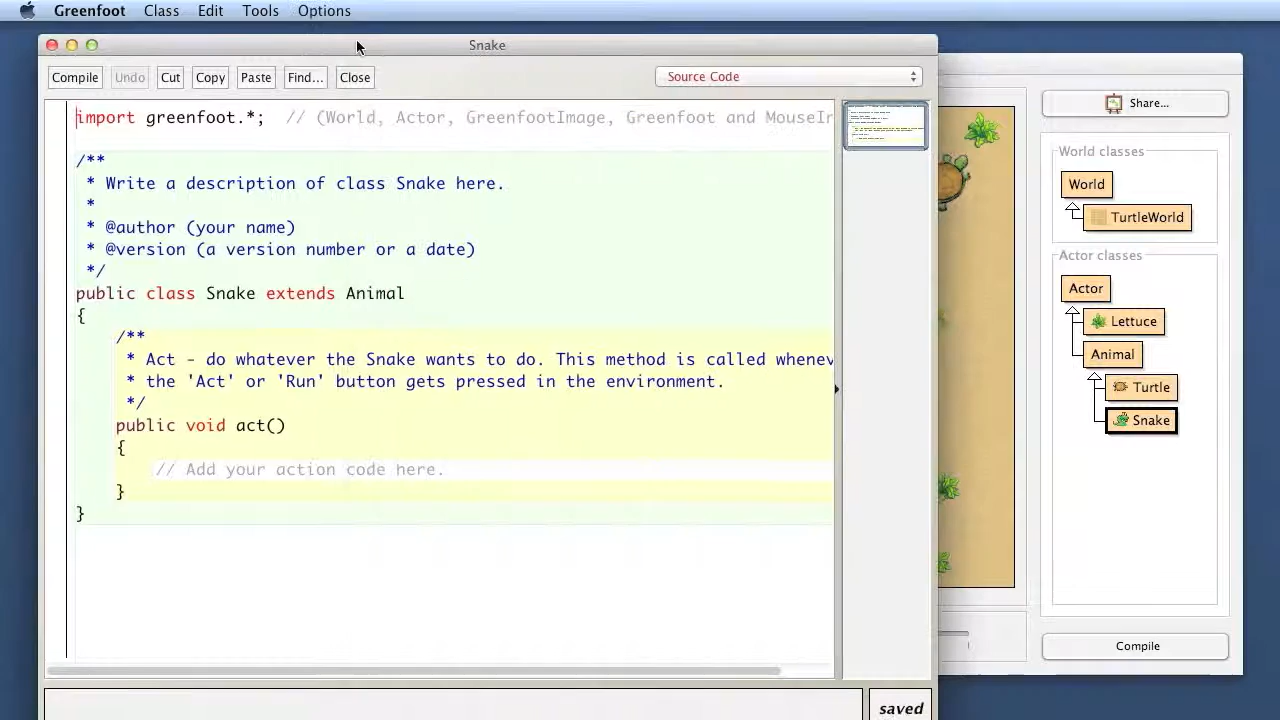 Greenfoot Class Edit Tools Options
Snake
Compile Undo Cut Copy Paste Find... Close Source Code
import greenfoot.*; // (World, Actor, GreenfootImage, Greenfoot and MouseIn
/**
* Write a description of class Snake here.
*
* @author (your name)
* @version (a version number or a date)
*/
public class Snake extends Animal
{
/**
* Act - do whatever the Snake wants to do. This method is called whenev
* the 'Act' or 'Run' button gets pressed in the environment.
*/
public void act()
{
// Add your action code here.
}
}
saved
Share...
World classes
World
TurtleWorld
Actor classes
Actor
Lettuce
Animal
Turtle
Snake
Compile